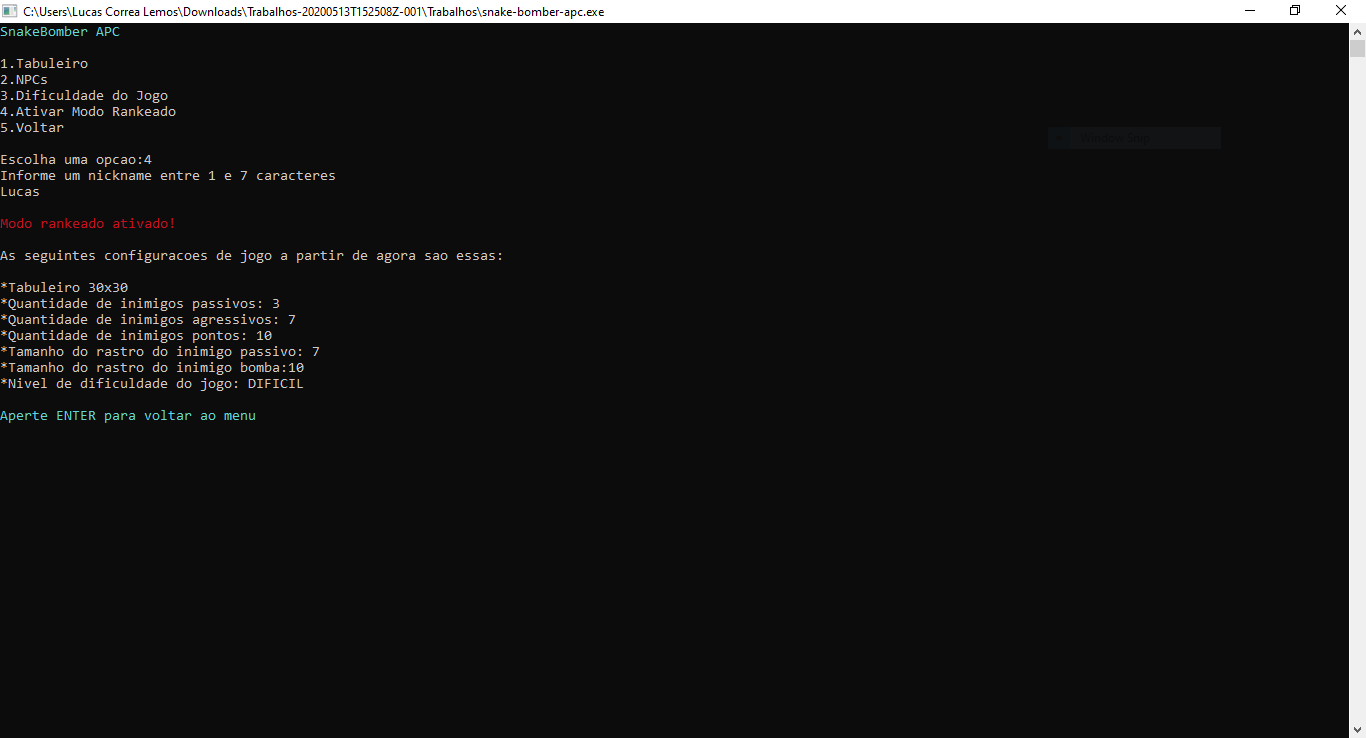 C:\Users\Lucas Correa Lemos\Downloads\Trabalhos-20200513T152508Z-001\Trabalhos\snake-bomber-apc.exe
SnakeBomber APC
1.Tabuleiro
2.NPCs
3.Dificuldade do Jogo
4.Ativar Modo Rankeado
5.Voltar
Escolha uma opcao:4
Informe um nickname entre 1 e 7 caracteres
Lucas
Modo rankeado ativado!
As seguintes configuracoes de jogo a partir de agora sao essas:
*Tabuleiro 30x30
*Quantidade de inimigos passivos: 3
*Quantidade de inimigos agressivos: 7
*Quantidade de inimigos pontos: 10
*Tamanho do rastro do inimigo passivo: 7
*Tamanho do rastro do inimigo bomba:10
*Nivel de dificuldade do jogo: DIFICIL
Aperte ENTER para voltar ao menu